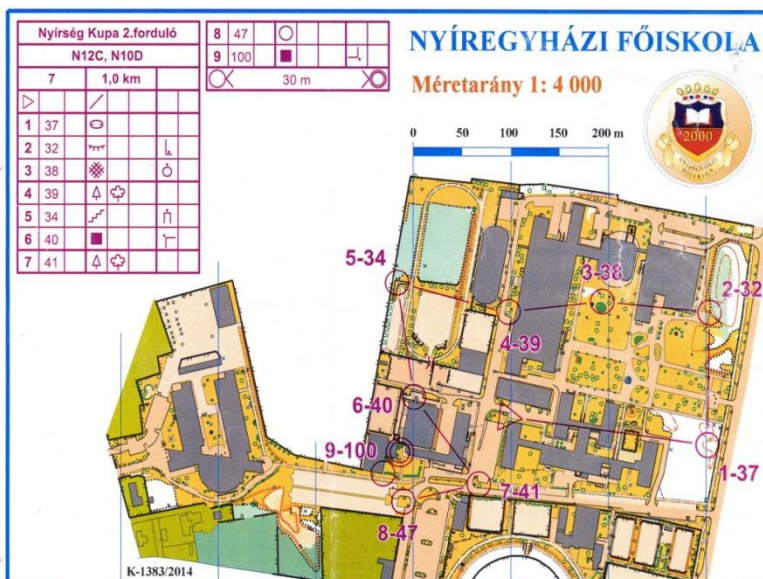 Nyírség Kupa 2.forduló
N12C, N10D
7 1,0 km
1 37
2 32
3 38
4 39
5 34
6 40
7 41
8 47
9 100
30 m
NYÍREGYHÁZI FŐISKOLA
Méretarány 1: 4 000
0 50 100 200 m
2000
NYÍREGYHÁZI
FŐISKOLA
5-34
3-38
2-32
4-39
6-40
9-100
1-37
7-41
8-47
K-1383/2014